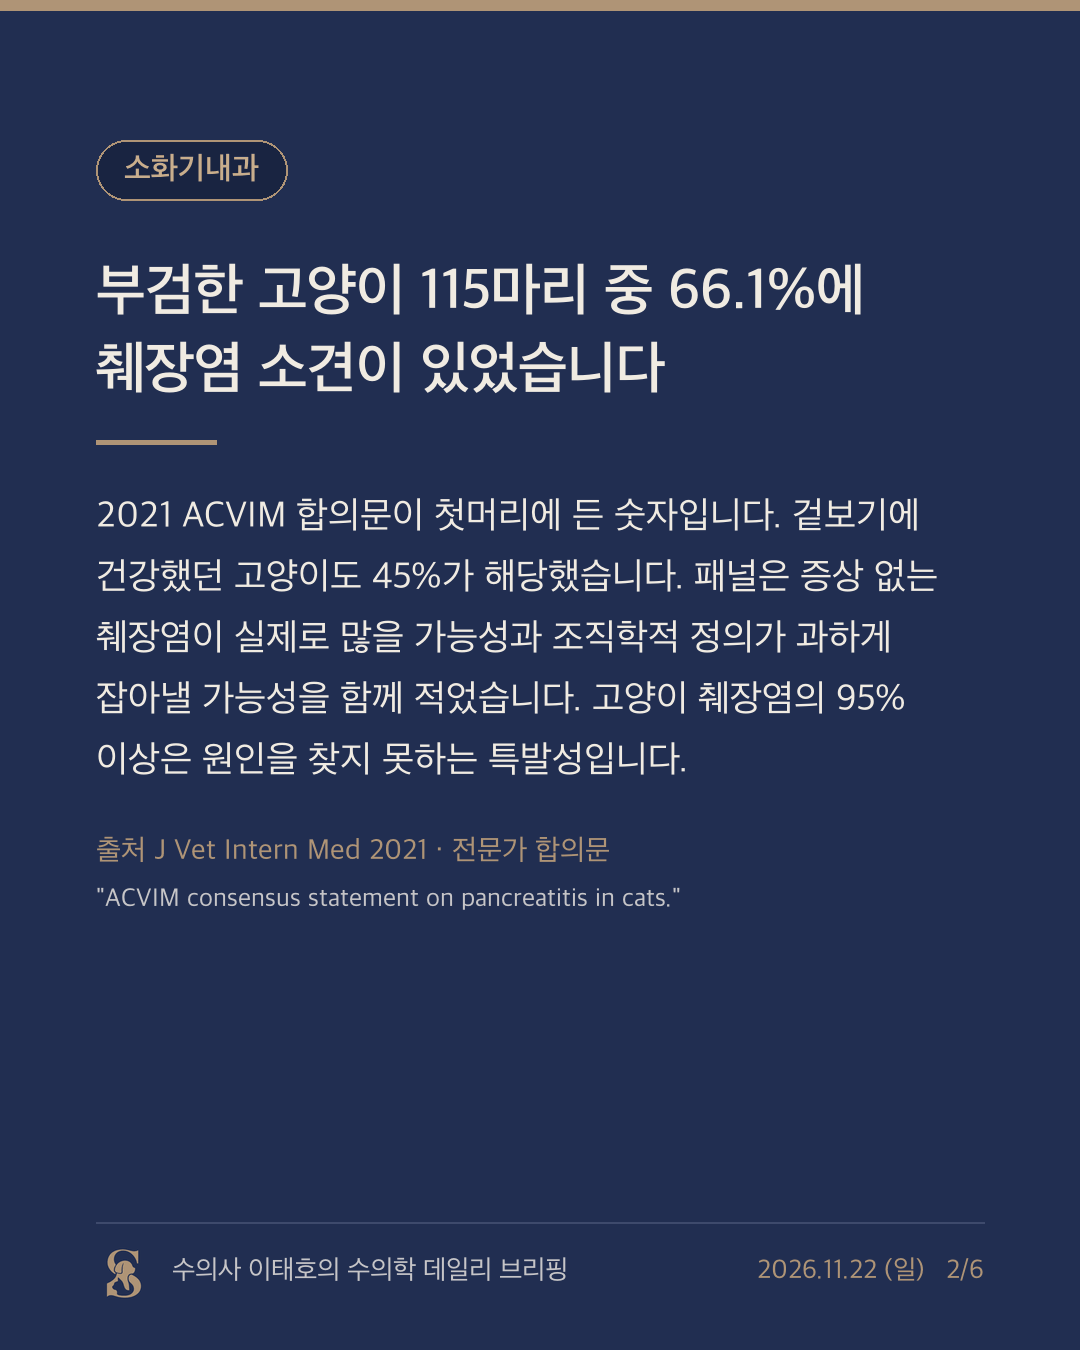 소화기내과
부검한 고양이 115마리 중 66.1%에
췌장염 소견이 있었습니다
2021 ACVIM 합의문이 첫머리에 든 숫자입니다. 겉보기에
건강했던 고양이도 45%가 해당했습니다. 패널은 증상 없는
췌장염이 실제로 많을 가능성과 조직학적 정의가 과하게
잡아낼 가능성을 함께 적었습니다. 고양이 췌장염의 95%
이상은 원인을 찾지 못하는 특발성입니다.
출처 J Vet Intern Med 2021 · 전문가 합의문
"ACVIM consensus statement on pancreatitis in cats."
수의사 이태호의 수의학 데일리 브리핑
2026.11.22 (일) 2/6